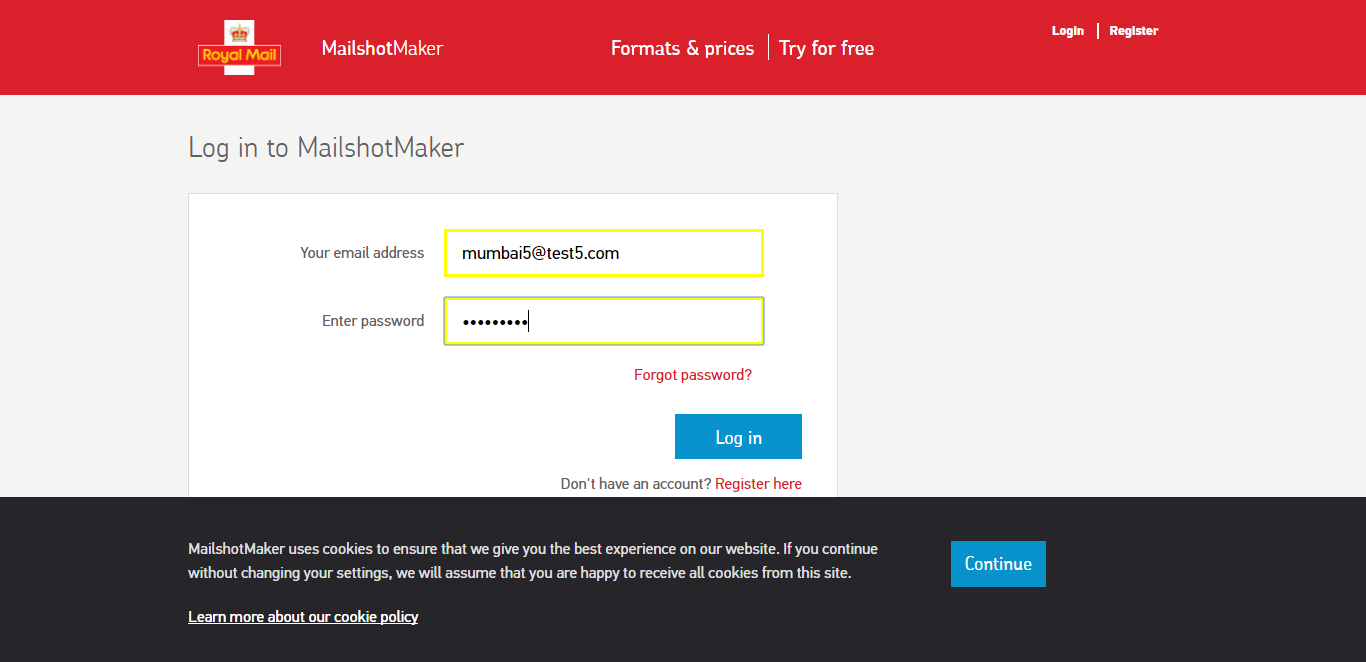 Royal Mail
MailshotMaker
Formats & prices
Try for free
Login
Register
Log in to MailshotMaker
Your email address
mumbai5@test5.com
Enter password
•••••••••
Forgot password?
Log in
Don't have an account? Register here
MailshotMaker uses cookies to ensure that we give you the best experience on our website. If you continue
without changing your settings, we will assume that you are happy to receive all cookies from this site.
Continue
Learn more about our cookie policy